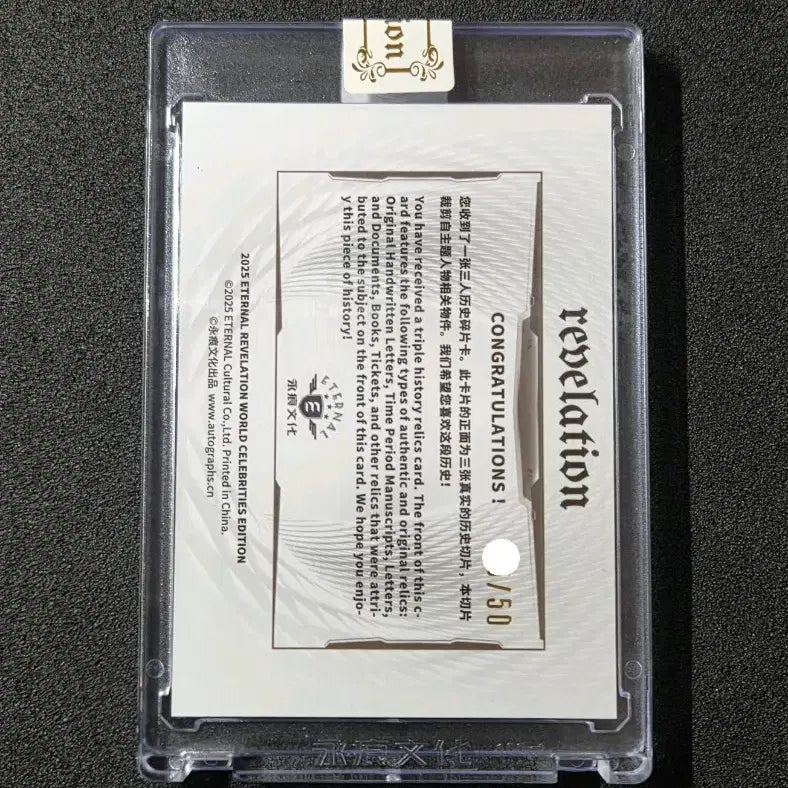 ion
revelation
CONGRATULATIONS !
/50
您收到了一张三人历史碎片卡。此卡片的正面为三张真实的历史切片，本切片
裁剪自主题人物相关物件。我们希望您喜欢这段历史！
You have received a triple history relics card. The front of this c-
ard features the following types of authentic and original relics:
Original Handwritten Letters, Time Period Manuscripts, Letters,
and Documents, Books, Tickets, and other relics that were attri-
buted to the subject on the front of this card. We hope you enjo-
y this piece of history!
ETERNAL
E
永痕文化
2025 ETERNAL REVELATION WORLD CELEBRITIES EDITION
©2025 ETERNAL Cultural Co.,Ltd. Printed in China.
©永痕文化出品 www.autographs.cn
永痕文化